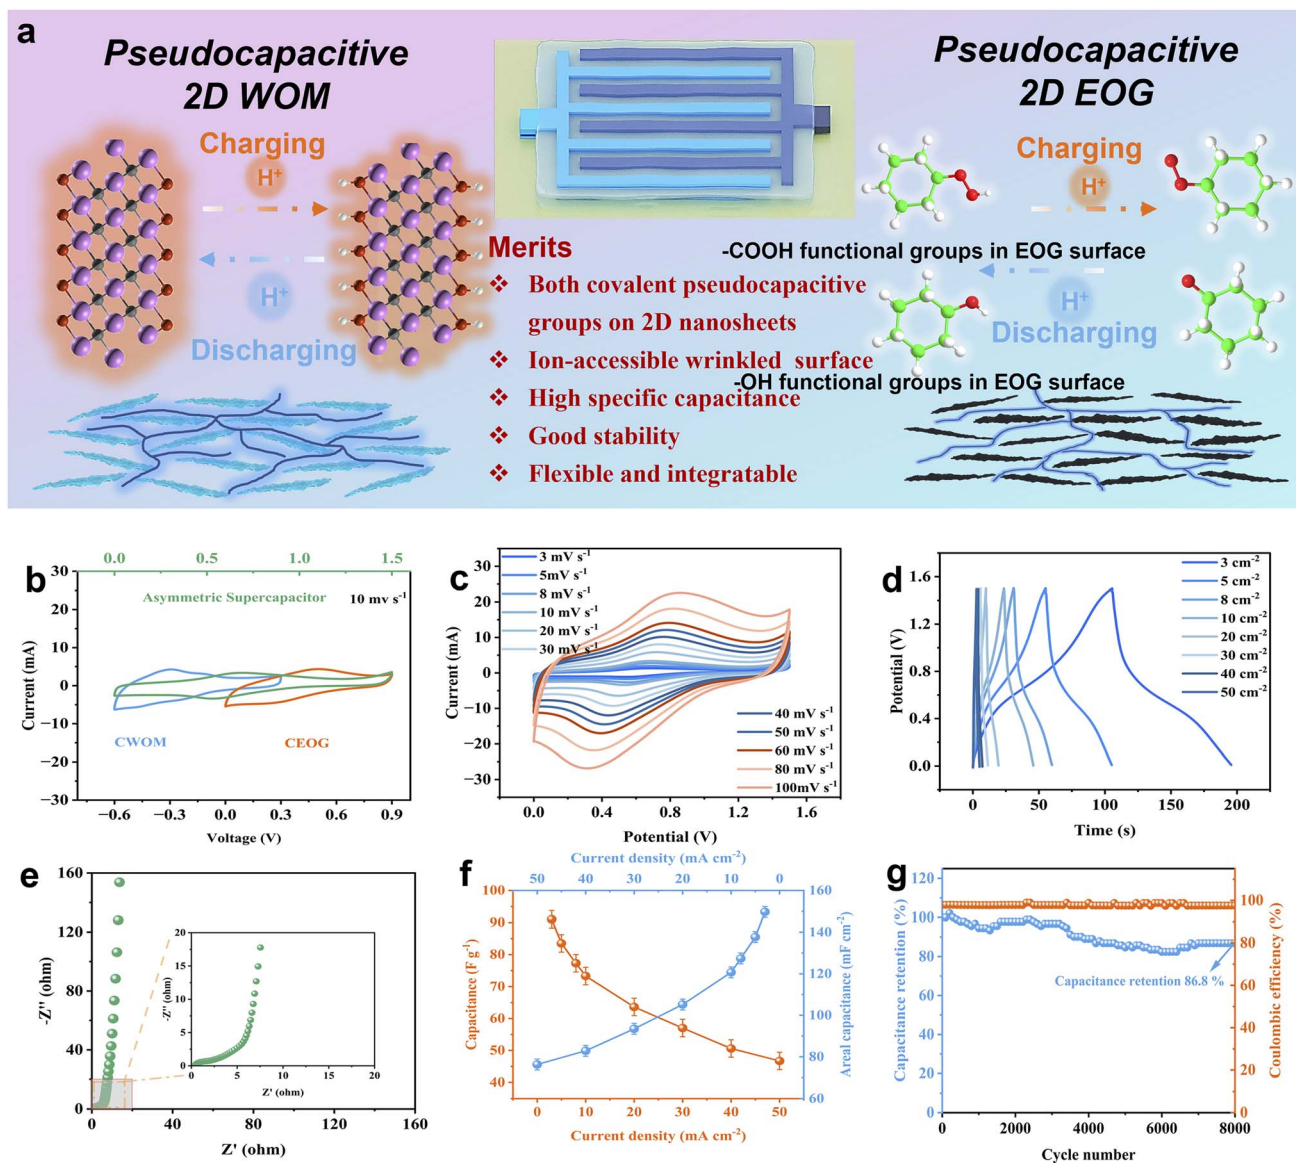 a
Pseudocapacitive
2D WOM
Charging
H⁺
H⁺
Discharging
Pseudocapacitive
2D EOG
Charging
H⁺
-COOH functional groups in EOG surface
H⁺
Discharging
-OH functional groups in EOG surface
Merits
❖ Both covalent pseudocapacitive
groups on 2D nanosheets
❖ Ion-accessible wrinkled surface
❖ High specific capacitance
❖ Good stability
❖ Flexible and integratable
b
0.0 0.5 1.0 1.5
Asymmetric Supercapacitor
10 mv s⁻¹
30
20
10
0
−10
−20
−30
Current (mA)
CWOM
CEOG
−0.6 −0.3 0.0 0.3 0.6 0.9
Voltage (V)
c
3 mV s⁻¹
5mV s⁻¹
8 mV s⁻¹
10 mV s⁻¹
20 mV s⁻¹
30 mV s⁻¹
40 mV s⁻¹
50 mV s⁻¹
60 mV s⁻¹
80 mV s⁻¹
100mV s⁻¹
30
20
10
0
−10
−20
−30
Current (mA)
0.0 0.4 0.8 1.2 1.6
Potential (V)
d
3 cm⁻²
5 cm⁻²
8 cm⁻²
10 cm⁻²
20 cm⁻²
30 cm⁻²
40 cm⁻²
50 cm⁻²
1.6
1.2
0.8
0.4
0.0
Potential (V)
0 50 100 150 200
Time (s)
e
160
120
80
40
0
-Z'' (ohm)
0 40 80 120 160
Z' (ohm)
20
15
10
5
0
-Z'' (ohm)
0 5 10 15 20
Z' (ohm)
f
Current density (mA cm⁻²)
50 40 30 20 10 0
100
90
80
70
60
50
40
Capacitance (F g⁻¹)
160
140
120
100
80
60
Areal capacitance (mF cm⁻²)
0 10 20 30 40 50
Current density (mA cm⁻²)
g
120
100
80
60
40
20
0
Capacitance retention (%)
Capacitance retention 86.8 %
100
80
60
40
20
0
Coulombic efficiency (%)
0 2000 4000 6000 8000
Cycle number